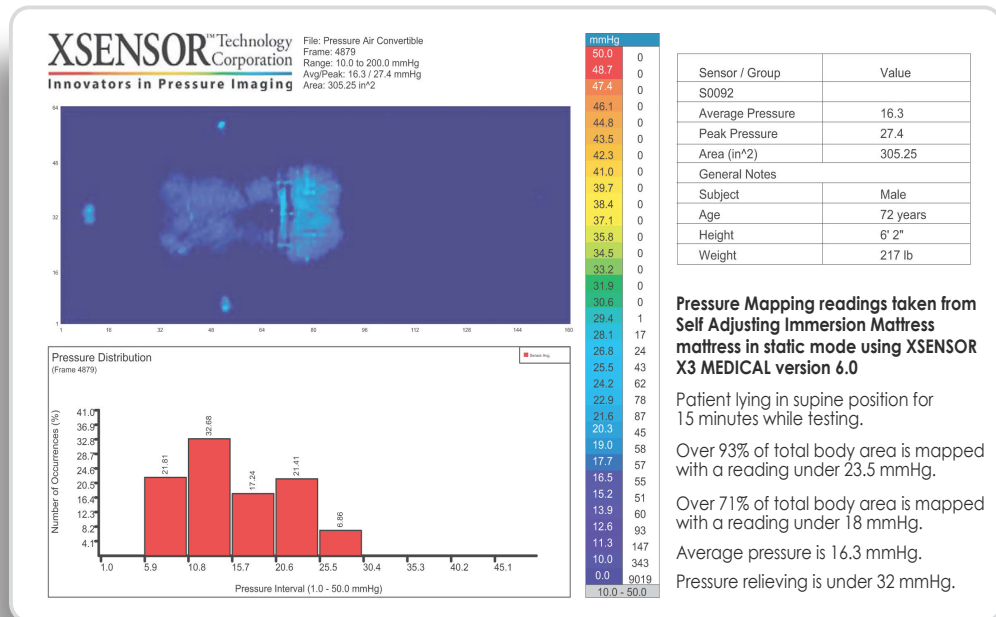 XSENSOR™ Technology Corporation
Innovators in Pressure Imaging
File: Pressure Air Convertible
Frame: 4879
Range: 10.0 to 200.0 mmHg
Avg/Peak: 16.3 / 27.4 mmHg
Area: 305.25 in^2
64
48
32
16
1
1 16 32 48 64 80 96 112 128 144 160
Pressure Distribution
(Frame 4879)
Number of Occurrences (%)
41.0
36.9
32.8
28.7
24.6
20.5
16.4
12.3
8.2
4.1
21.81 32.68 17.24 21.41 6.86
1.0 5.9 10.8 15.7 20.6 25.5 30.4 35.3 40.2 45.1
Pressure Interval (1.0 - 50.0 mmHg)
mmHg
50.0 0
48.7 0
47.4 0
46.1 0
44.8 0
43.5 0
42.3 0
41.0 0
39.7 0
38.4 0
37.1 0
35.8 0
34.5 0
33.2 0
31.9 0
30.6 0
29.4 1
28.1 17
26.8 24
25.5 43
24.2 62
22.9 78
21.6 87
20.3 45
19.0 58
17.7 57
16.5 55
15.2 51
13.9 60
12.6 93
11.3 147
10.0 343
0.0 9019
10.0 - 50.0
Sensor / Group Value
S0092
Average Pressure 16.3
Peak Pressure 27.4
Area (in^2) 305.25
General Notes
Subject Male
Age 72 years
Height 6' 2"
Weight 217 lb
Pressure Mapping readings taken from
Self Adjusting Immersion Mattress
mattress in static mode using XSENSOR
X3 MEDICAL version 6.0
Patient lying in supine position for
15 minutes while testing.
Over 93% of total body area is mapped
with a reading under 23.5 mmHg.
Over 71% of total body area is mapped
with a reading under 18 mmHg.
Average pressure is 16.3 mmHg.
Pressure relieving is under 32 mmHg.